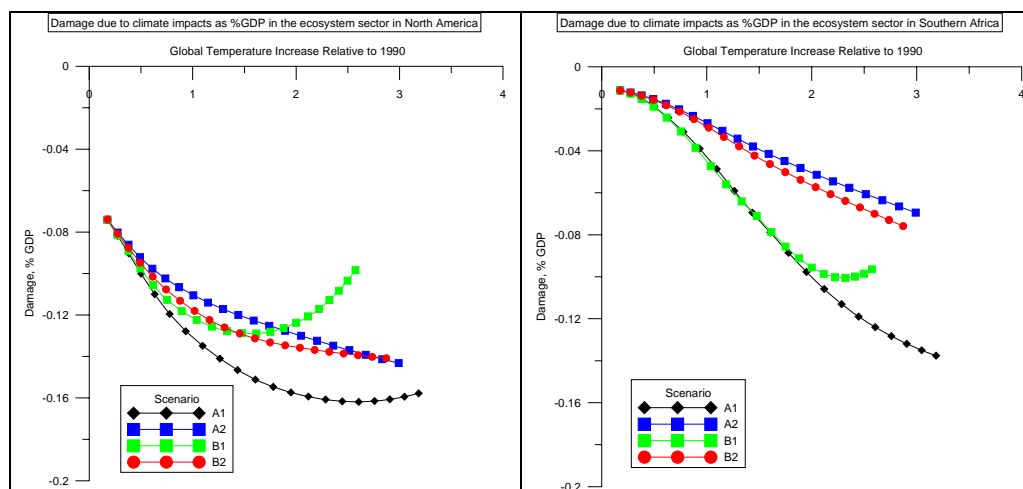 Damage due to climate impacts as %GDP in the ecosystem sector in North America
Global Temperature Increase Relative to 1990
0 1 2 3 4
0
-0.04
-0.08
-0.12
-0.16
-0.2
Damage, % GDP
Scenario
A1
A2
B1
B2
Damage due to climate impacts as %GDP in the ecosystem sector in Southern Africa
Global Temperature Increase Relative to 1990
0 1 2 3 4
0
-0.04
-0.08
-0.12
-0.16
-0.2
Damage, % GDP
Scenario
A1
A2
B1
B2